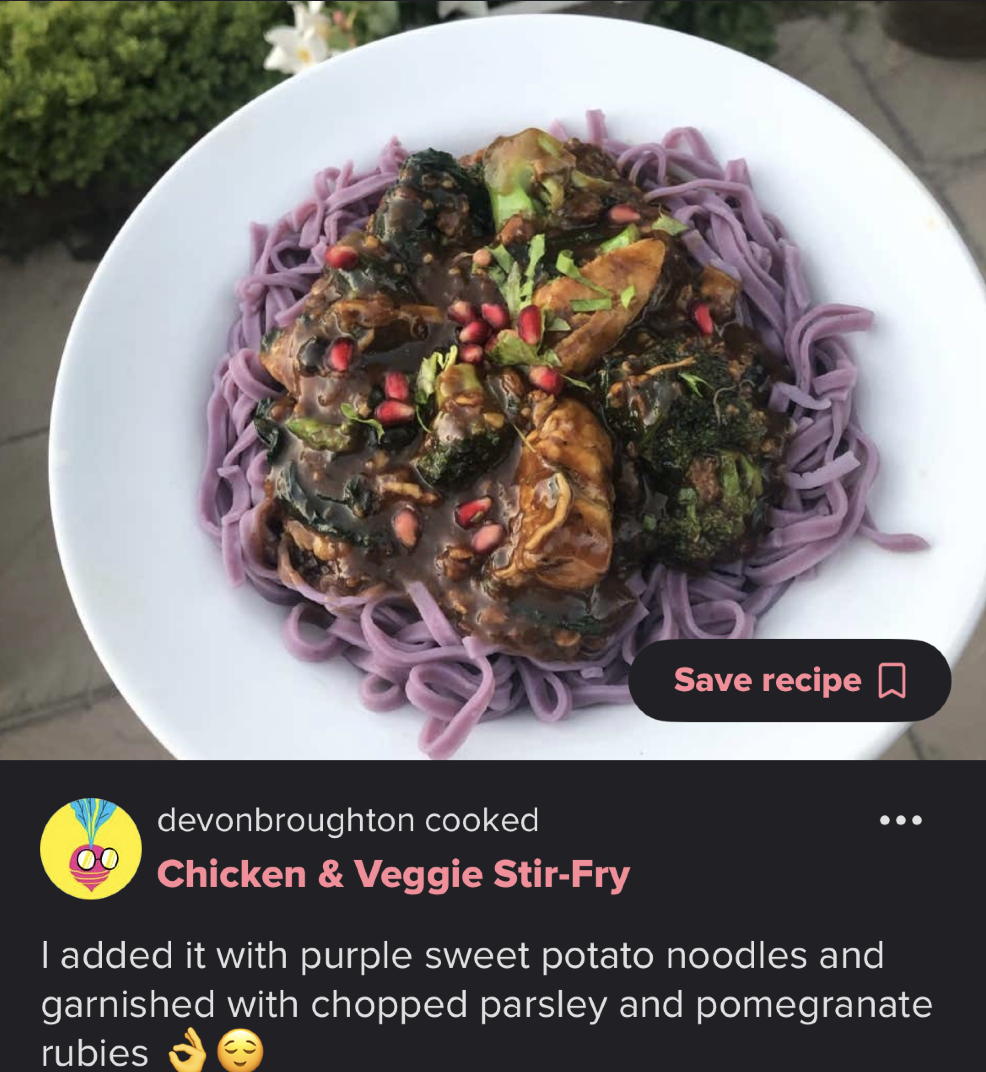 Save recipe
devonbroughton cooked
Chicken & Veggie Stir-Fry
I added it with purple sweet potato noodles and
garnished with chopped parsley and pomegranate
rubies 👌😌